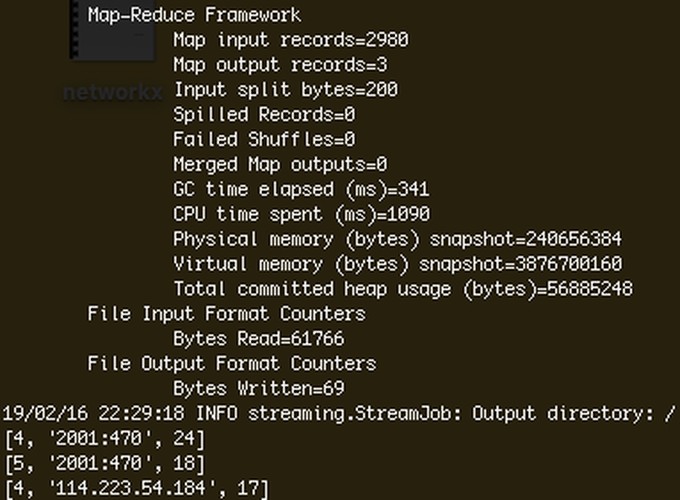 Map-Reduce Framework
Map input records=2980
Map output records=3
networkx
Input split bytes=200
Spilled Records=0
Failed Shuffles=0
Merged Map outputs=0
GC time elapsed (ms)=341
CPU time spent (ms)=1090
Physical memory (bytes) snapshot=240656384
Virtual memory (bytes) snapshot=3876700160
Total committed heap usage (bytes)=56885248
File Input Format Counters
Bytes Read=61766
File Output Format Counters
Bytes Written=69
19/02/16 22:29:18 INFO streaming.StreamJob: Output directory: /
[4, '2001:470', 24]
[5, '2001:470', 18]
[4, '114.223.54.184', 17]